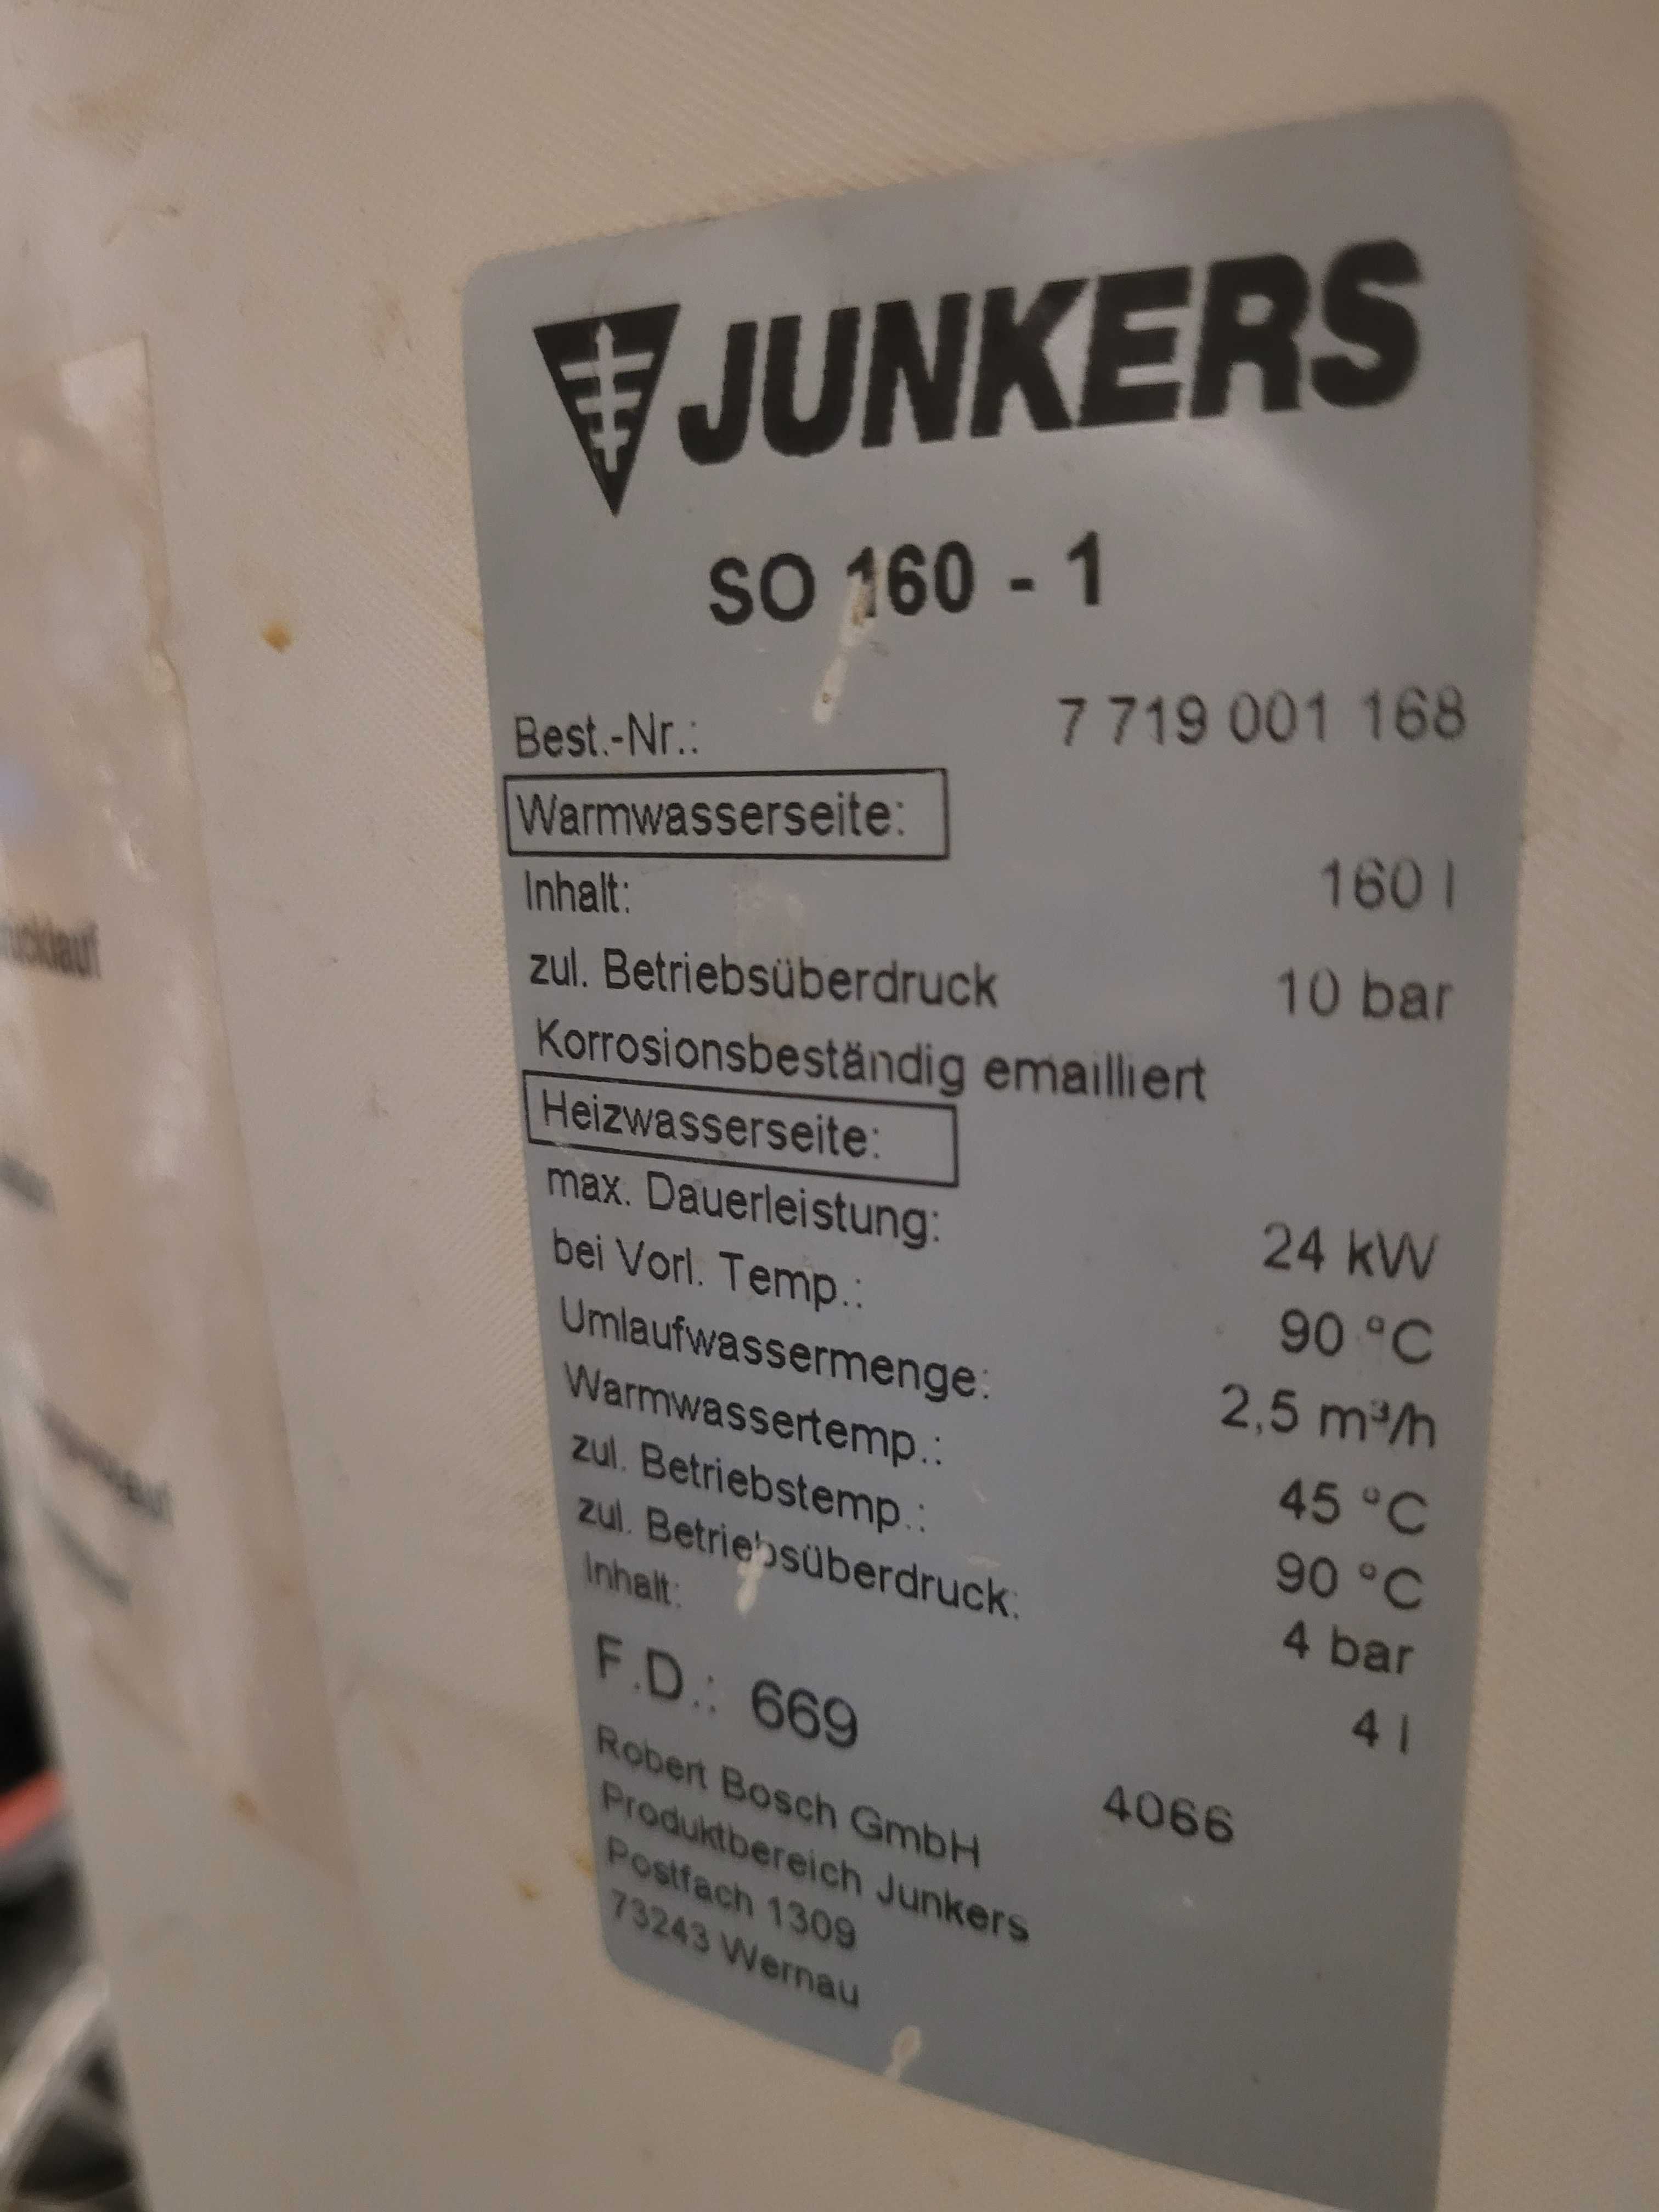 JUNKERS
SO 160 - 1
Best.-Nr.: 7 719 001 168
Warmwasserseite:
Inhalt: 160 l
zul. Betriebsüberdruck 10 bar
Korrosionsbeständig emailliert
Heizwasserseite:
max. Dauerleistung: 24 kW
bei Vorl. Temp.: 90 °C
Umlaufwassermenge: 2,5 m³/h
Warmwassertemp.: 45 °C
zul. Betriebstemp.: 90 °C
zul. Betriebsüberdruck: 4 bar
Inhalt: 4 l
F.D.: 669 4066
Robert Bosch GmbH
Produktbereich Junkers
Postfach 1309
73243 Wernau